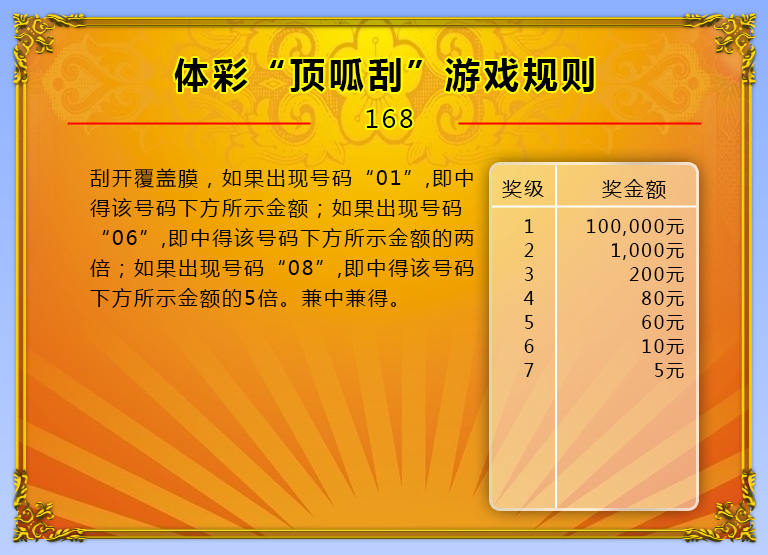 体彩“顶呱刮”游戏规则
168
刮开覆盖膜，如果出现号码“01”,即中
得该号码下方所示金额；如果出现号码
“06”,即中得该号码下方所示金额的两
倍；如果出现号码“08”,即中得该号码
下方所示金额的5倍。兼中兼得。
奖级 奖金额
1 100,000元
2 1,000元
3 200元
4 80元
5 60元
6 10元
7 5元